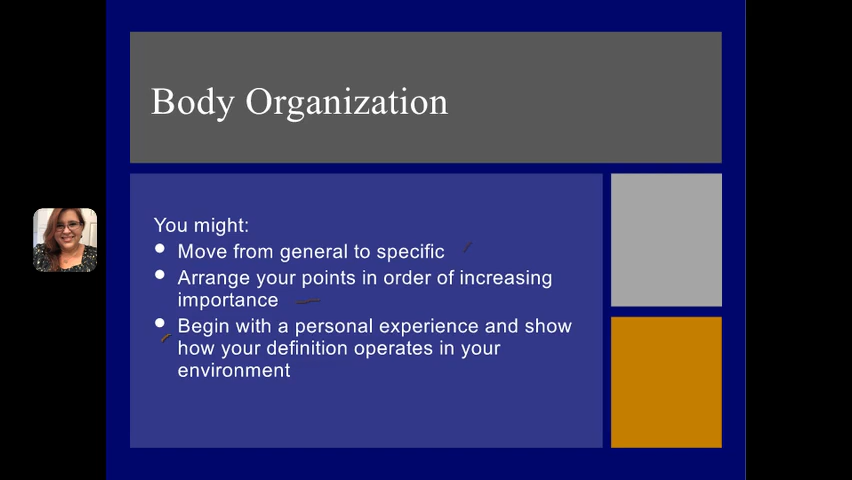 Body Organization
You might:
• Move from general to specific
• Arrange your points in order of increasing
importance
• Begin with a personal experience and show
how your definition operates in your
environment